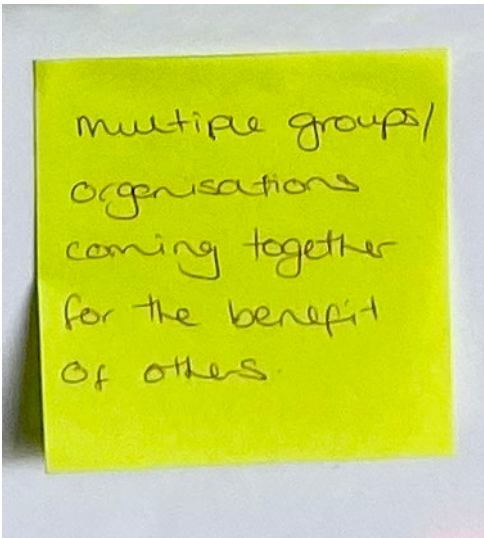 multiple groups/
organisations
coming together
for the benefit
of others.